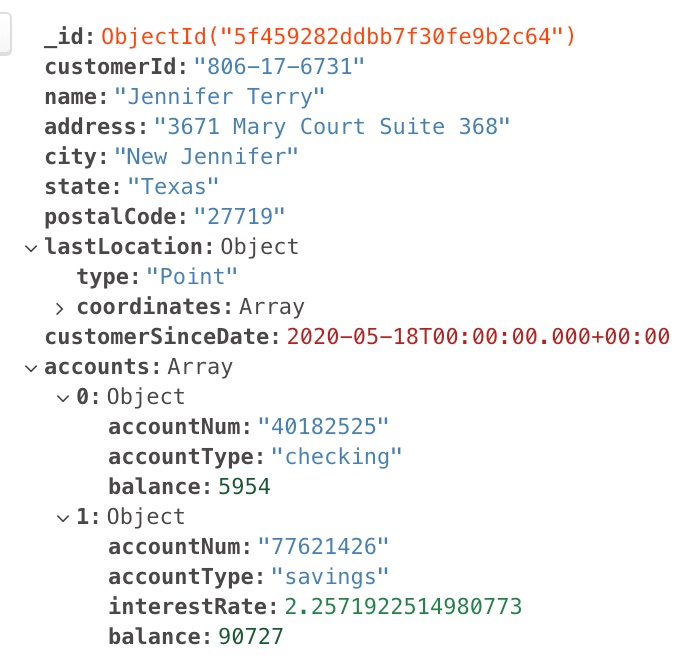 _id: ObjectId("5f459282ddbb7f30fe9b2c64")
customerId: "806-17-6731"
name: "Jennifer Terry"
address: "3671 Mary Court Suite 368"
city: "New Jennifer"
state: "Texas"
postalCode: "27719"
lastLocation: Object
type: "Point"
coordinates: Array
customerSinceDate: 2020-05-18T00:00:00.000+00:00
accounts: Array
0: Object
accountNum: "40182525"
accountType: "checking"
balance: 5954
1: Object
accountNum: "77621426"
accountType: "savings"
interestRate: 2.2571922514980773
balance: 90727